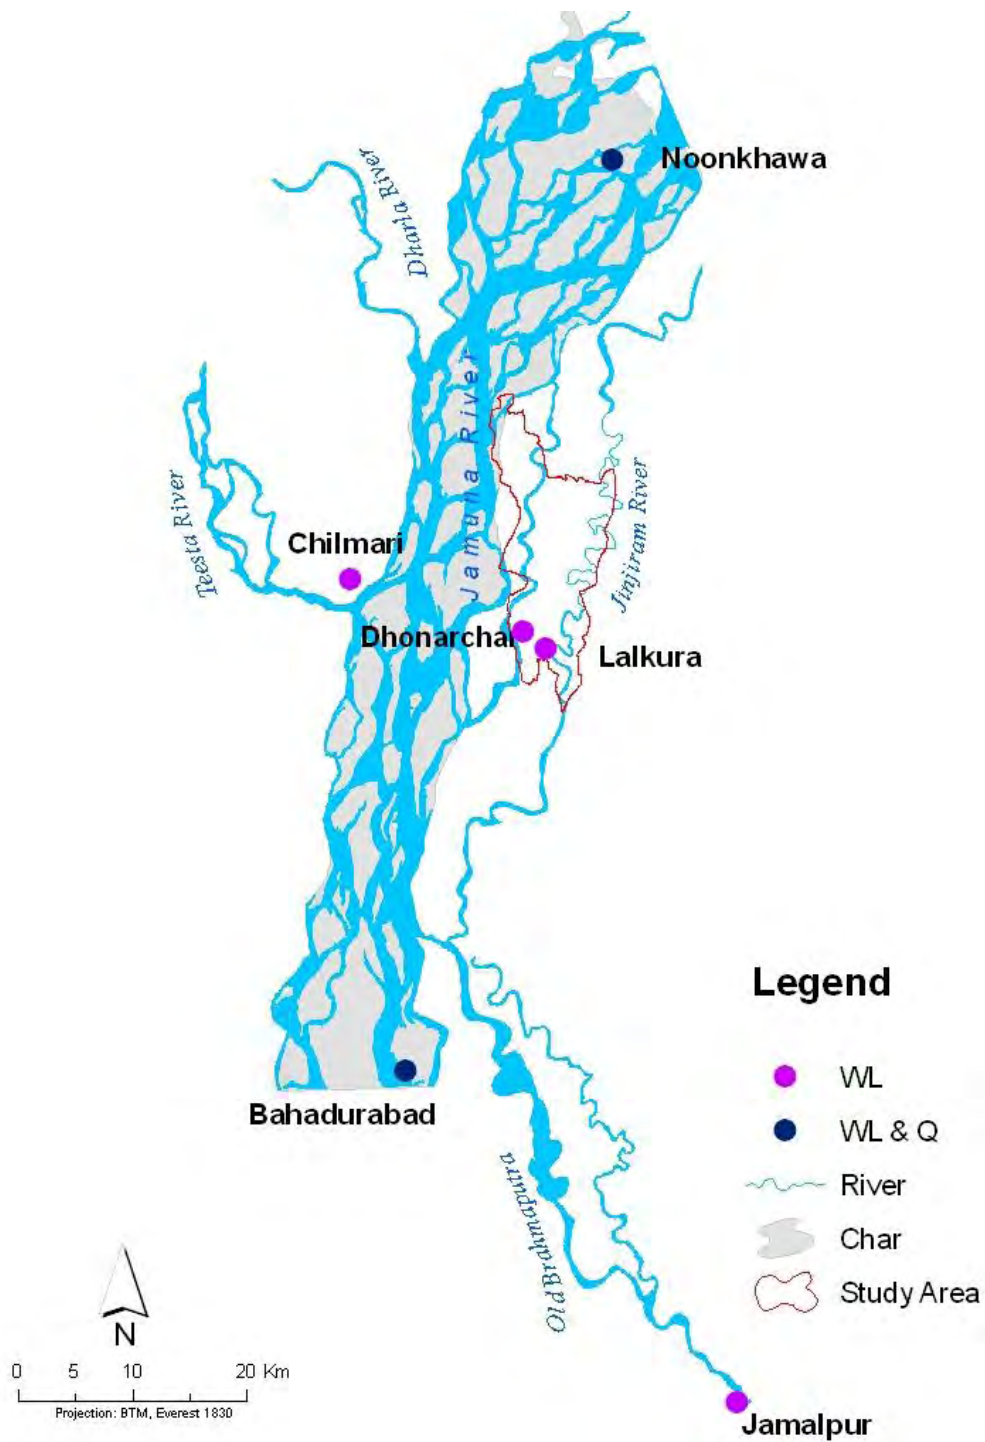 Noonkhawa
Dharla River
Jamuna River
Teesta River
Chilmari
Jinjiram River
Dhonarchar
Lalkura
Legend
WL
Bahadurabad
WL & Q
River
Old Brahmaputra
Char
Study Area
N
0 5 10 20 Km
Projection: BTM, Everest 1830
Jamalpur